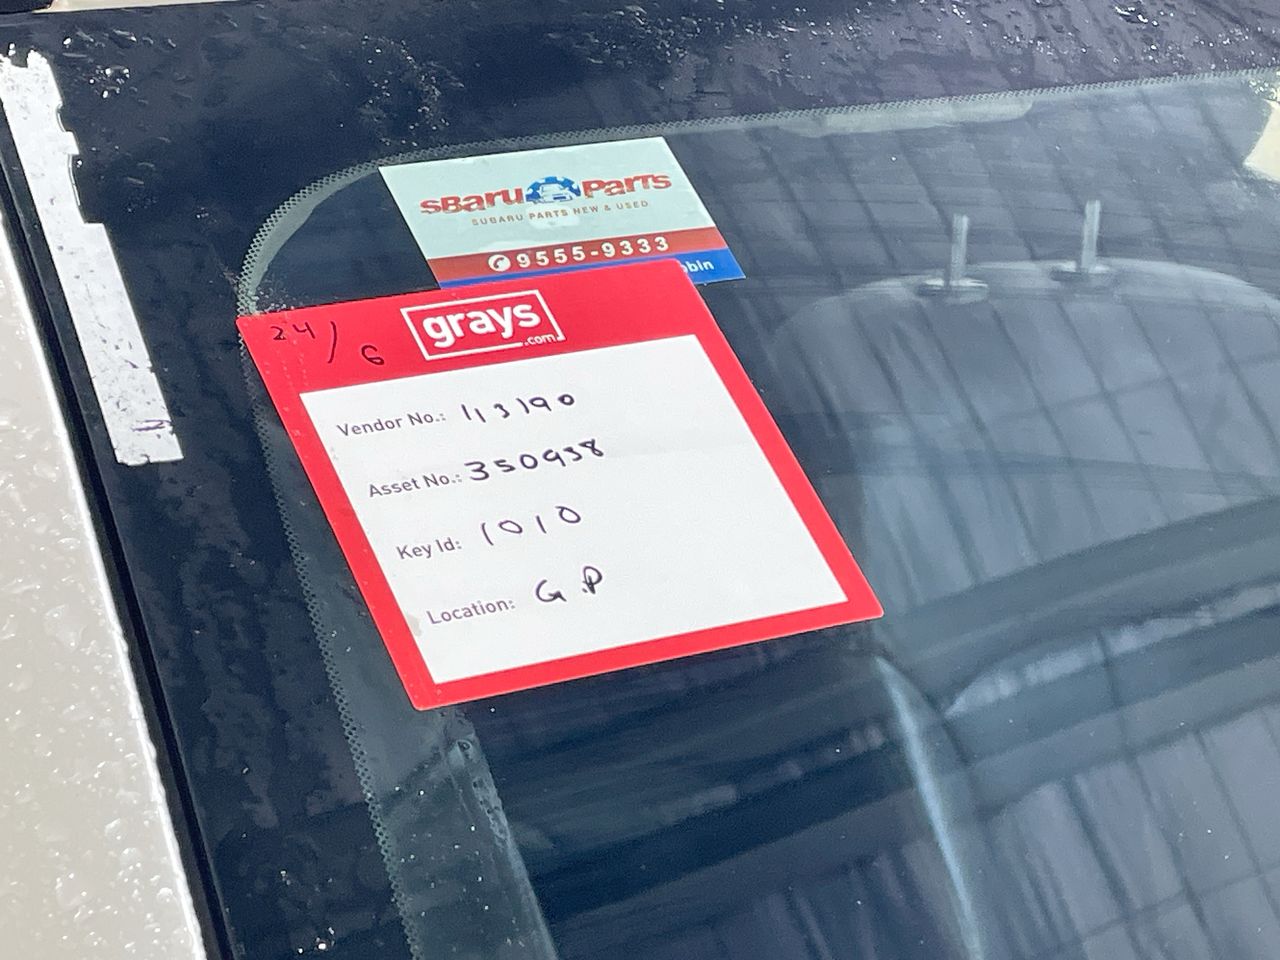 sBaru Parts
SUBARU PARTS NEW & USED
9555-9333
obin
24/6
grays
.com
Vendor No.: 113190
Asset No.: 350938
Key Id: 1010
Location: G.P